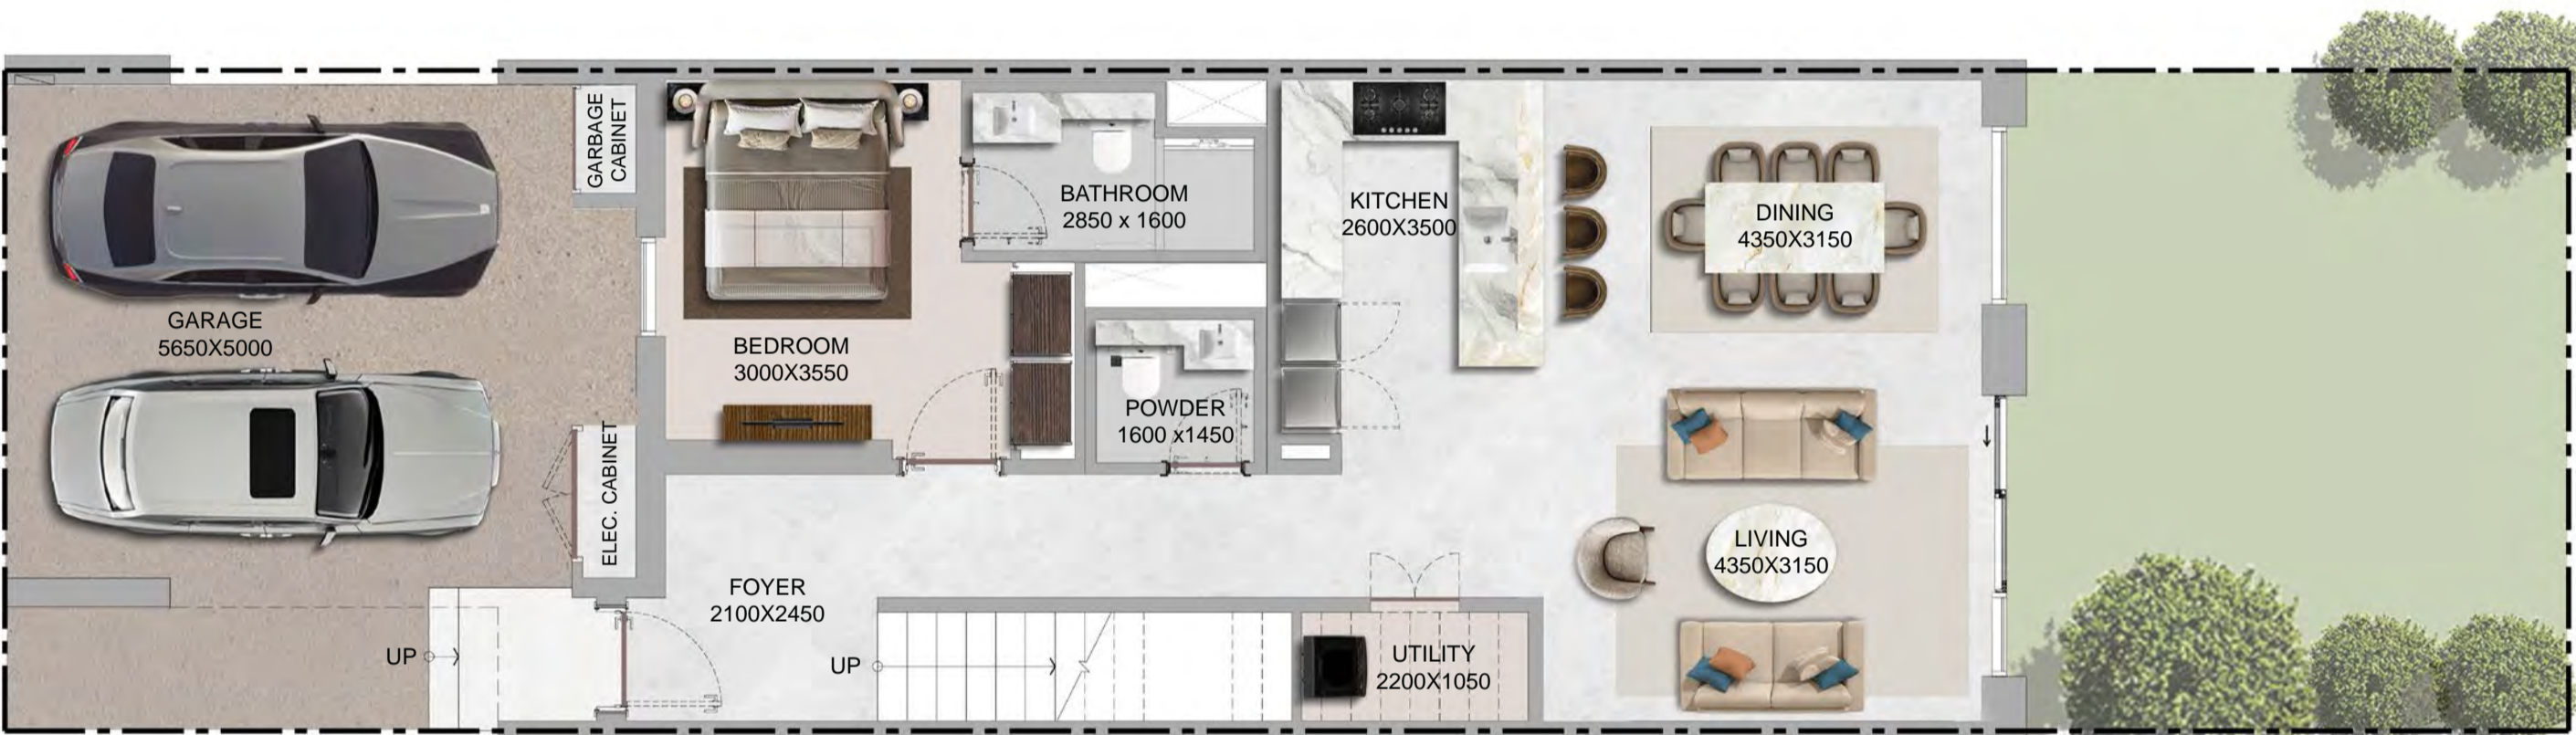 GARBAGE
CABINET
GARAGE
5650X5000
ELEC. CABINET
UP
BEDROOM
3000X3550
BATHROOM
2850 x 1600
POWDER
1600 x1450
FOYER
2100X2450
UP
KITCHEN
2600X3500
UTILITY
2200X1050
DINING
4350X3150
LIVING
4350X3150